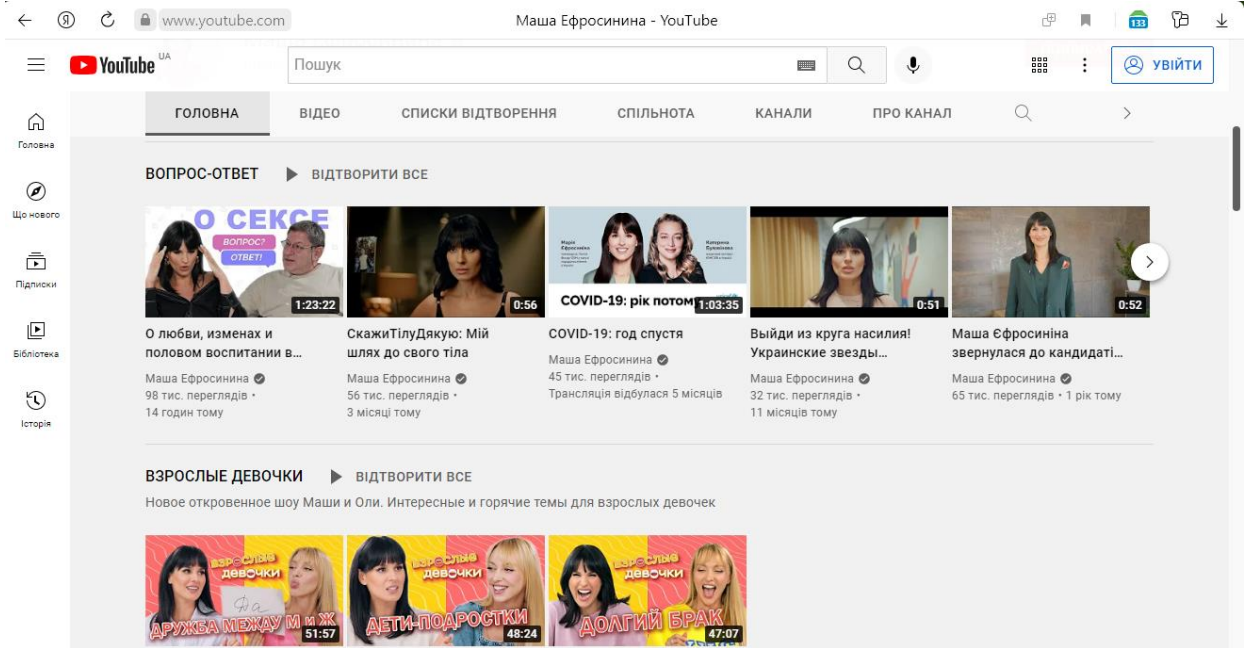 www.youtube.com
Маша Ефросинина - YouTube
133
YouTube UA
Пошук
УВІЙТИ
ГОЛОВНА
ВІДЕО
СПИСКИ ВІДТВОРЕННЯ
СПІЛЬНОТА
КАНАЛИ
ПРО КАНАЛ
Головна
Що нового
Підписки
Бібліотека
Історія
ВОПРОС-ОТВЕТ
ВІДТВОРИТИ ВСЕ
О СЕКСЕ
ВОПРОС?
ОТВЕТ!
1:23:22
О любви, изменах и
половом воспитании в...
Маша Ефросинина
98 тис. переглядів •
14 годин тому
0:56
СкажиТілуДякую: Мій
шлях до свого тіла
Маша Ефросинина
56 тис. переглядів •
3 місяці тому
Марія
Єфросиніна
Катерина
COVID-19: рік потому
1:03:35
COVID-19: год спустя
Маша Ефросинина
45 тис. переглядів •
Трансляція відбулася 5 місяців
0:51
Выйди из круга насилия!
Украинские звезды...
Маша Ефросинина
32 тис. переглядів •
11 місяців тому
0:52
Маша Єфросиніна
звернулася до кандидаті...
Маша Ефросинина
65 тис. переглядів • 1 рік тому
ВЗРОСЛЫЕ ДЕВОЧКИ
ВІДТВОРИТИ ВСЕ
Новое откровенное шоу Маши и Оли. Интересные и горячие темы для взрослых девочек
ВЗРОСЛЫЕ
ДЕВОЧКИ
Да
ДРУЖБА МЕЖДУ М и Ж
51:57
ВЗРОСЛЫЕ
ДЕВОЧКИ
ДЕТИ-ПОДРОСТКИ
48:24
ВЗРОСЛЫЕ
ДЕВОЧКИ
ДОЛГИЙ БРАК
47:07